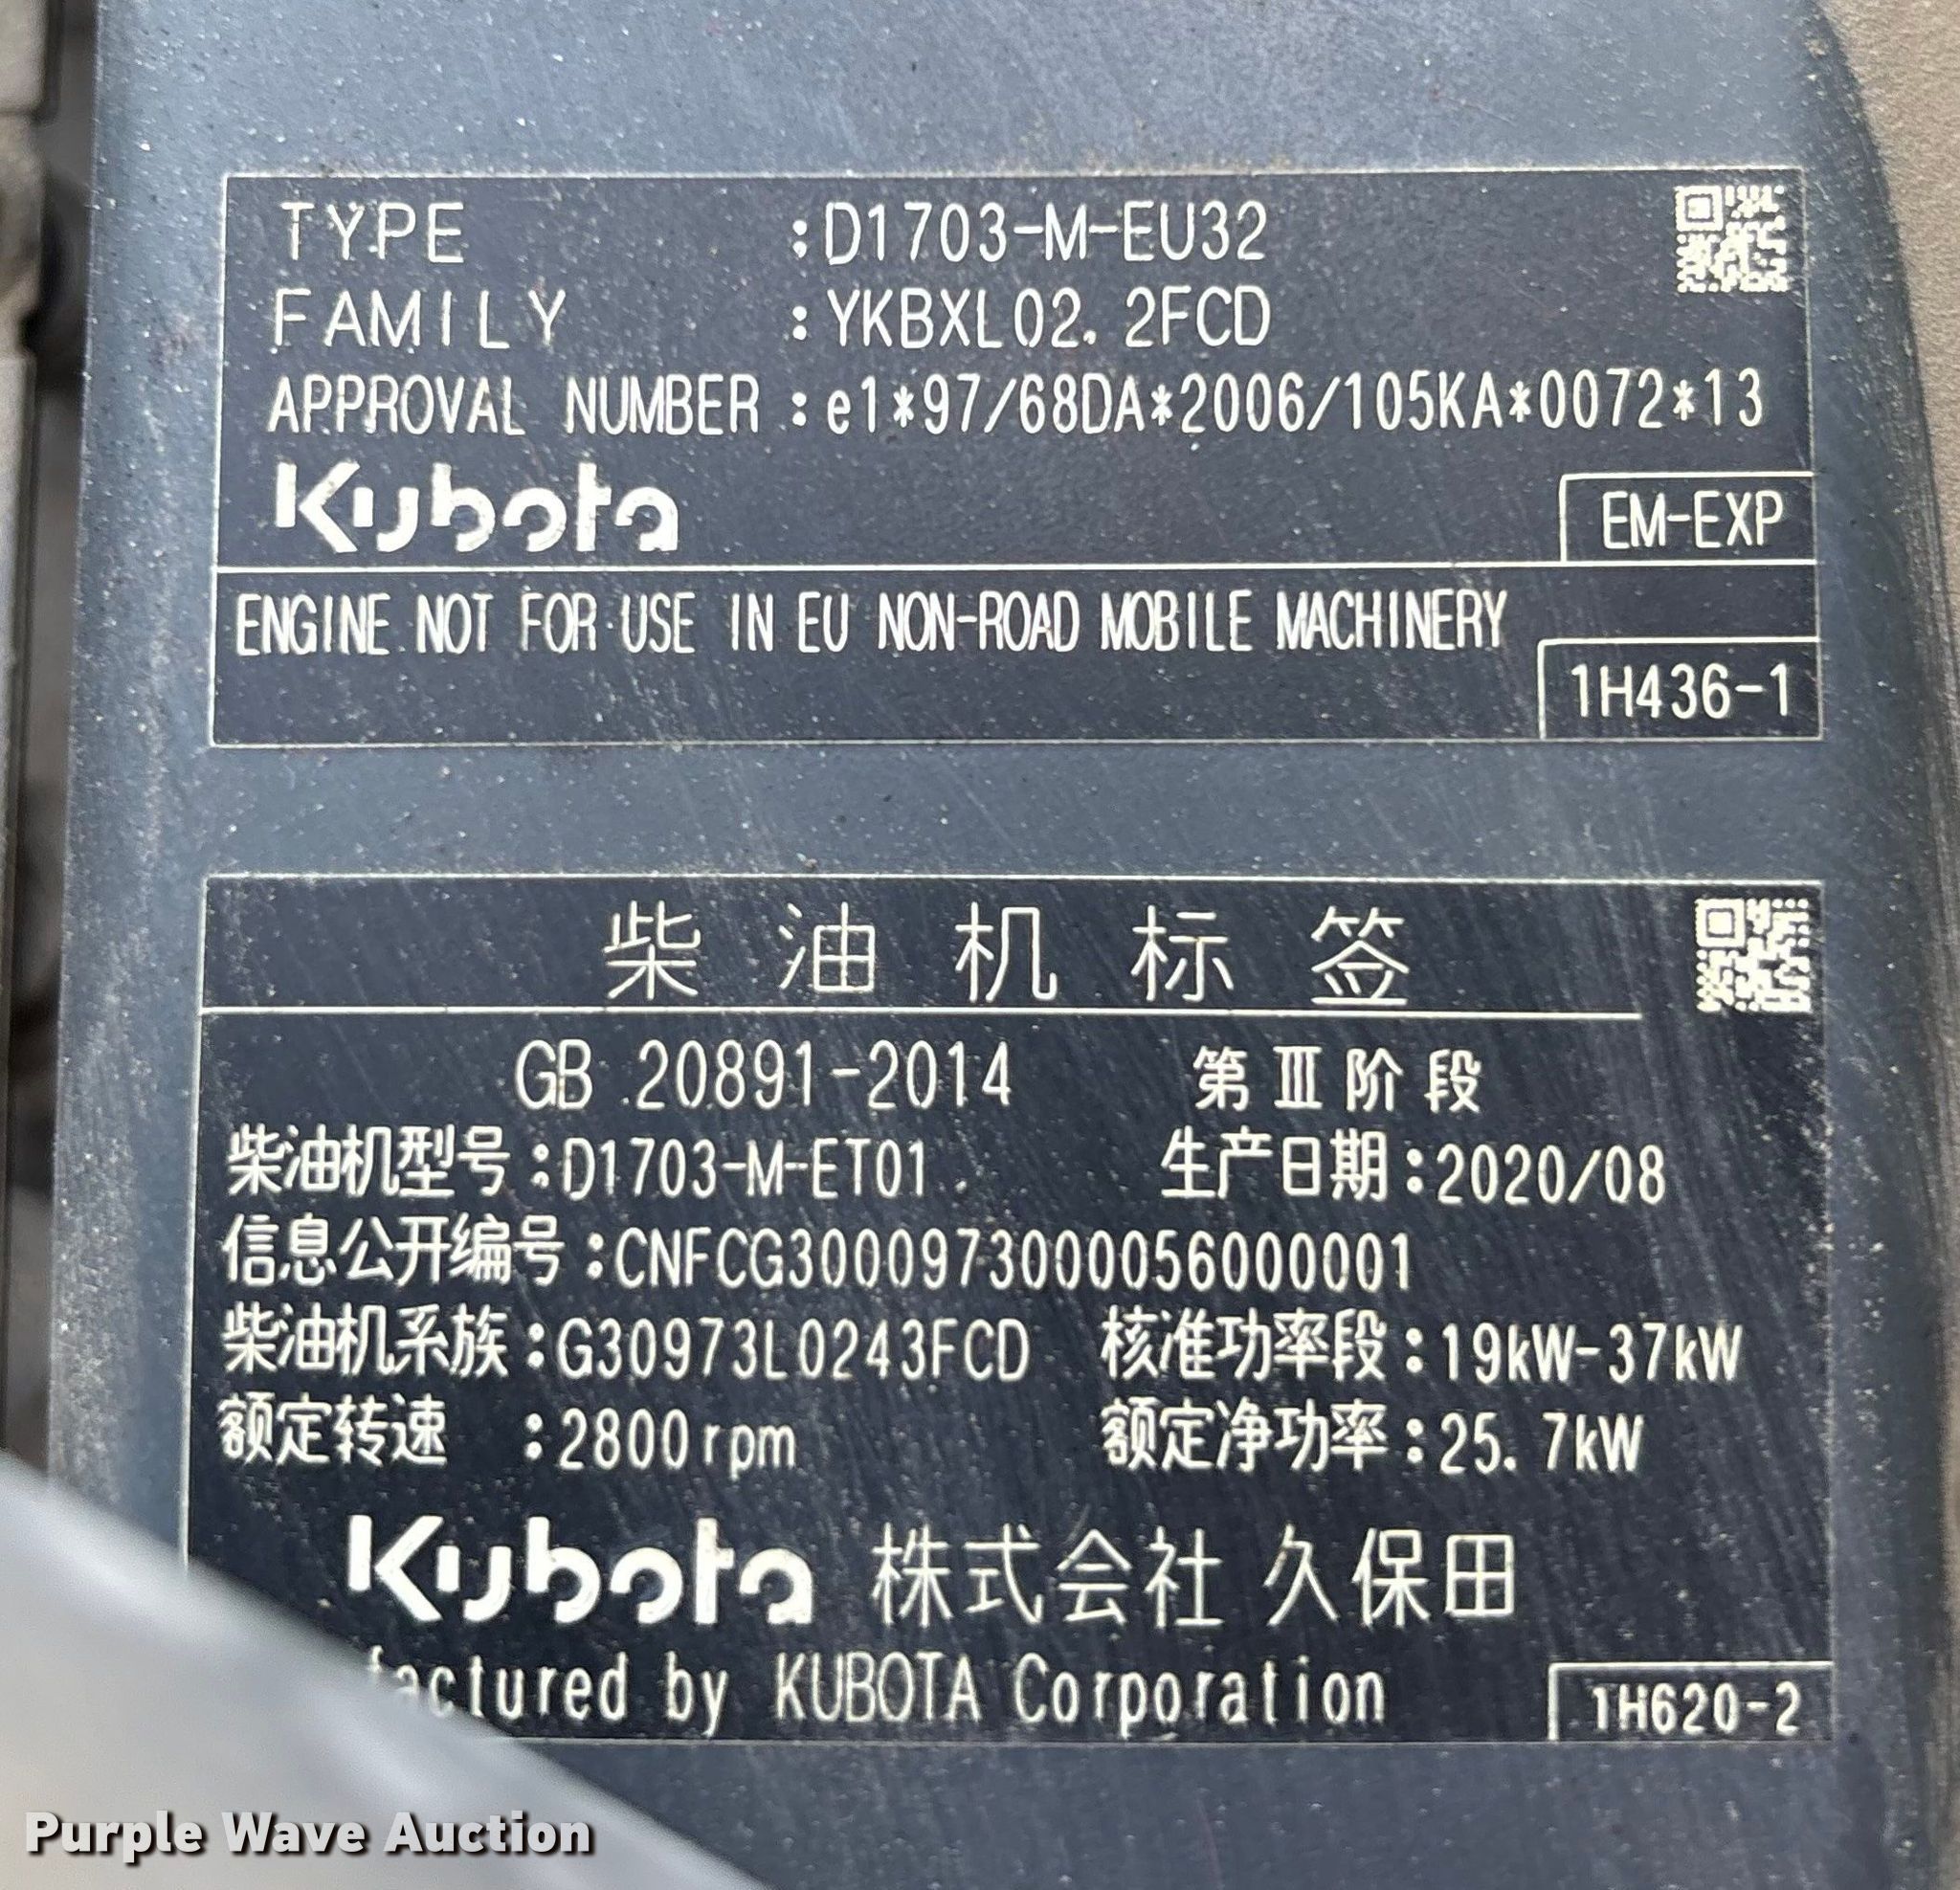 TYPE :D1703-M-EU32
FAMILY :YKBXL02.2FCD
APPROVAL NUMBER :e1*97/68DA*2006/105KA*0072*13
Kubota
EM-EXP
ENGINE NOT FOR USE IN EU NON-ROAD MOBILE MACHINERY
1H436-1
柴油机标签
GB 20891-2014 第Ⅲ阶段
柴油机型号:D1703-M-ET01 生产日期:2020/08
信息公开编号:CNFCG3000973000056000001
柴油机系族:G30973L0243FCD 核准功率段:19kW-37kW
额定转速 :2800rpm 额定净功率:25.7kW
Kubota 株式会社 久保田
by KUBOTA Corporation
1H620-2
Purple Wave Auction